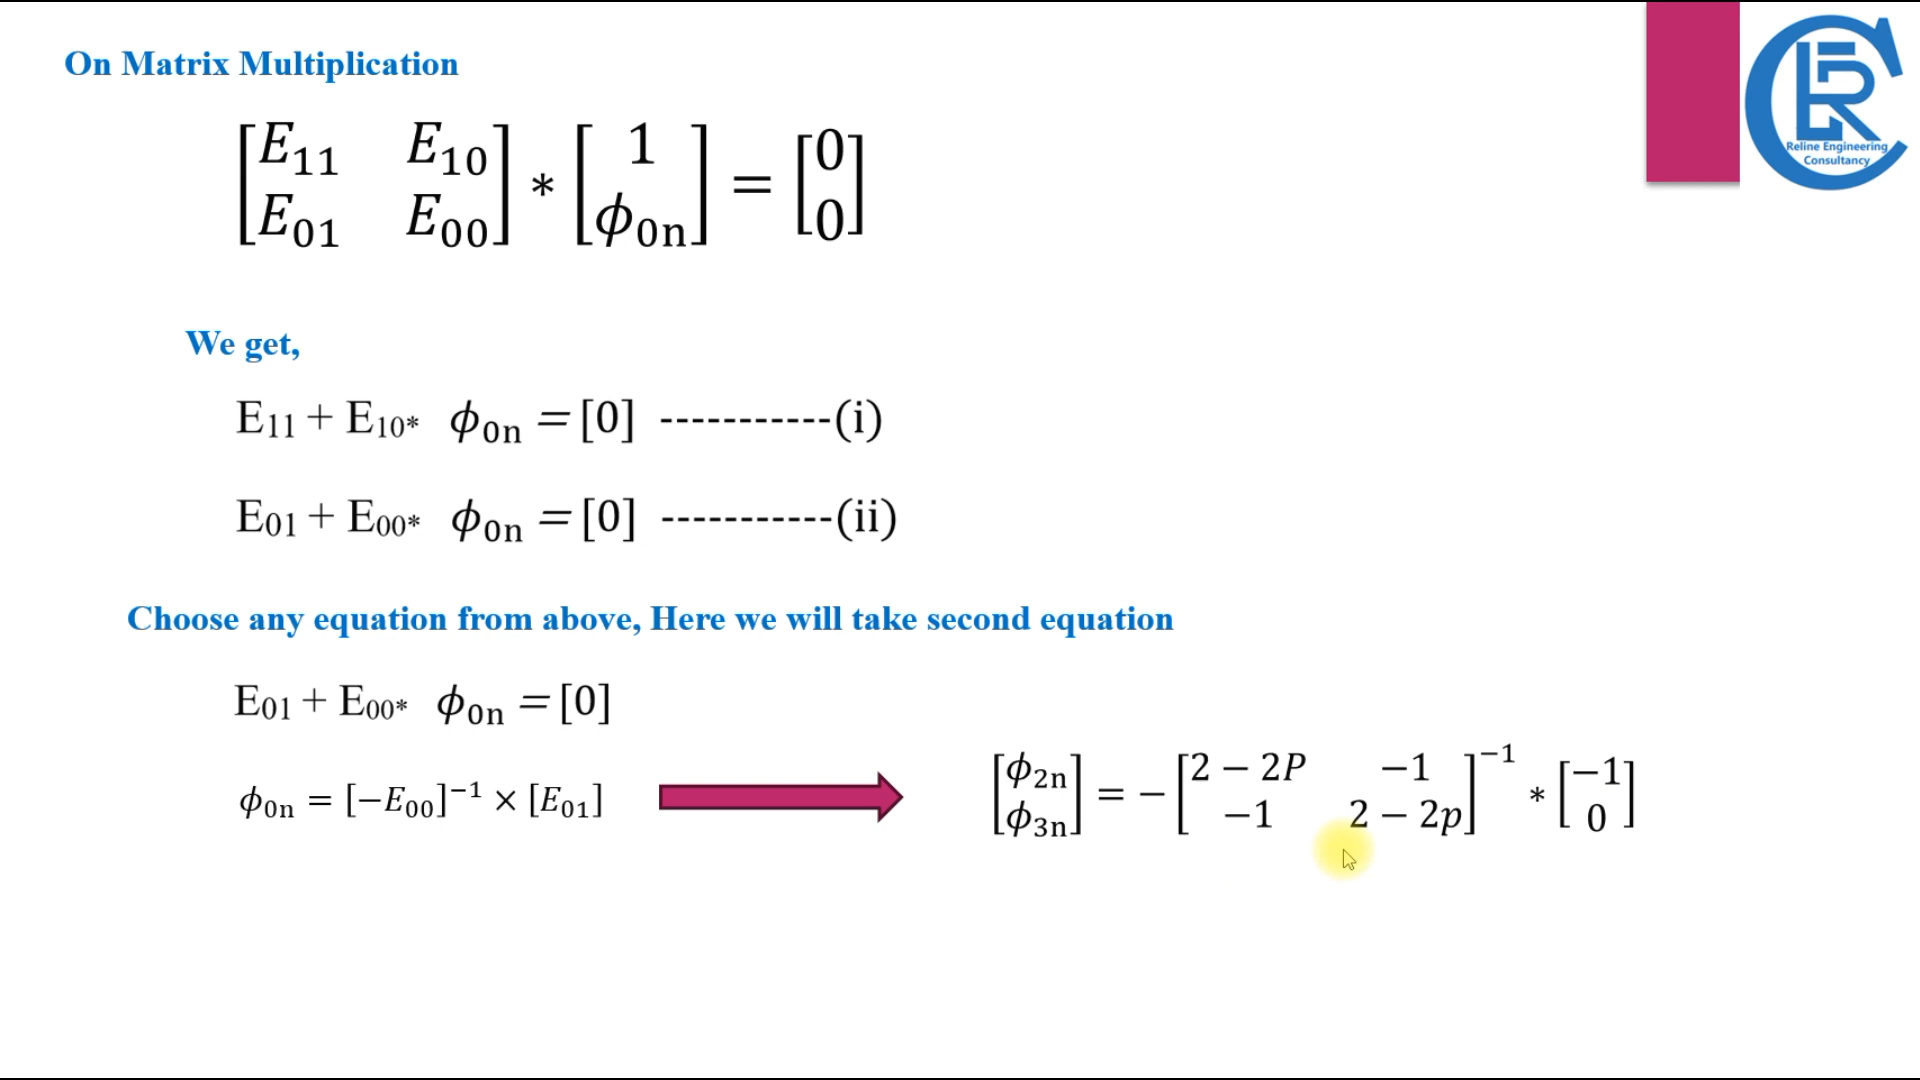 On Matrix Multiplication
Reline Engineering
Consultancy
[E₁₁ E₁₀
E₀₁ E₀₀] * [1
ϕ₀ₙ] = [0
0]
We get,
E₁₁ + E₁₀* ϕ₀ₙ = [0] -----------(i)
E₀₁ + E₀₀* ϕ₀ₙ = [0] -----------(ii)
Choose any equation from above, Here we will take second equation
E₀₁ + E₀₀* ϕ₀ₙ = [0]
ϕ₀ₙ = [−E₀₀]⁻¹ × [E₀₁]
[ϕ₂ₙ
ϕ₃ₙ] = − [2 − 2P −1
−1 2 − 2p]⁻¹ * [−1
0]